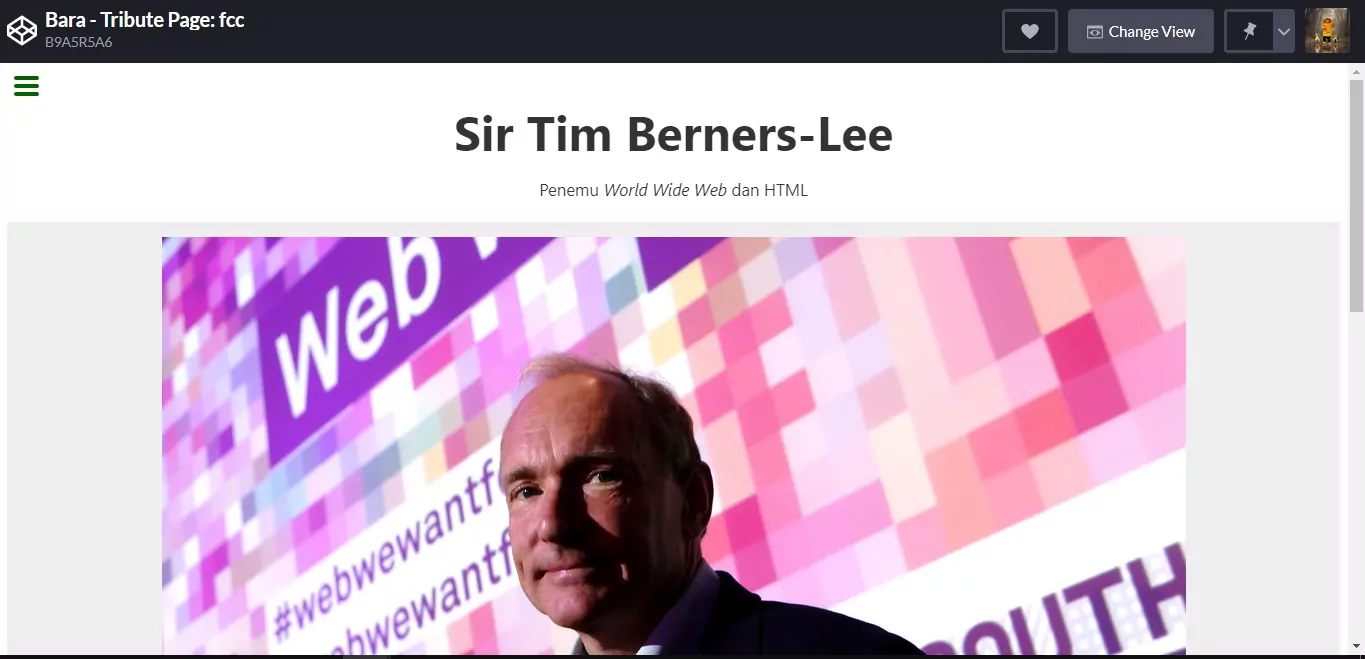 Bara - Tribute Page: fcc
B9A5R5A6
Change View
Sir Tim Berners-Lee
Penemu World Wide Web dan HTML
Web W
#webwewantf
bwewantf
OUTH